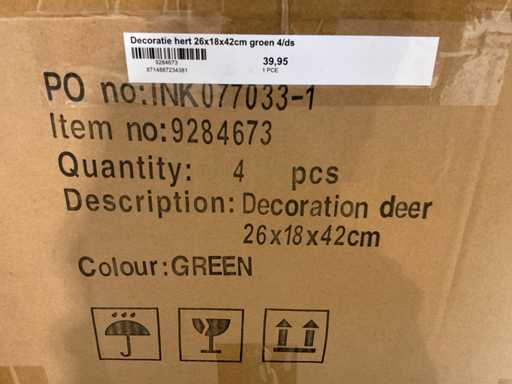 Decoratie hert 26x18x42cm groen 4/ds
9284673
39,95
8714887234381
1 PCE
PO no:INK077033-1
Item no:9284673
Quantity: 4 pcs
Description: Decoration deer
26x18x42cm
Colour:GREEN